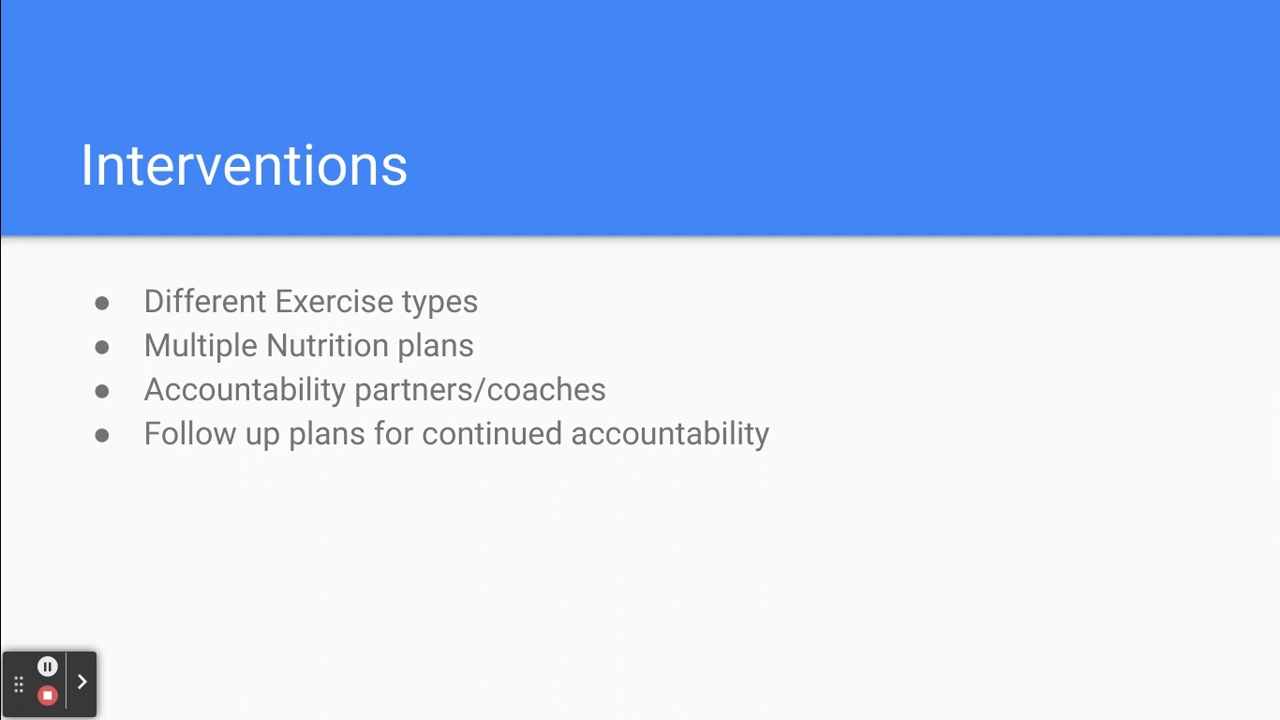 Interventions
● Different Exercise types
● Multiple Nutrition plans
● Accountability partners/coaches
● Follow up plans for continued accountability